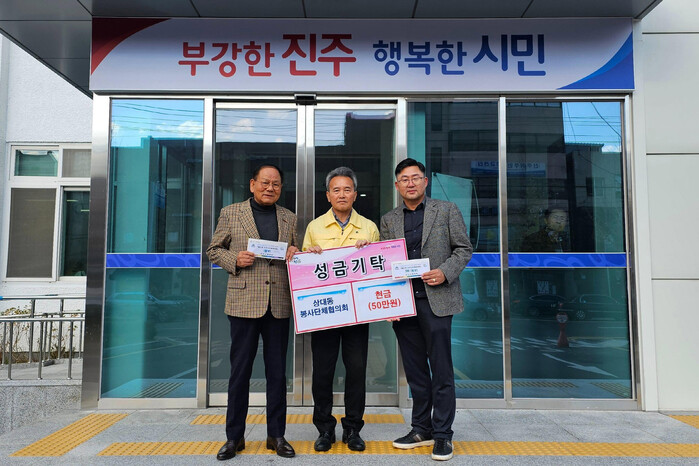 부강한 진주 행복한 시민
성금기탁
상대동
봉사단체협의회
현금
(50만원)